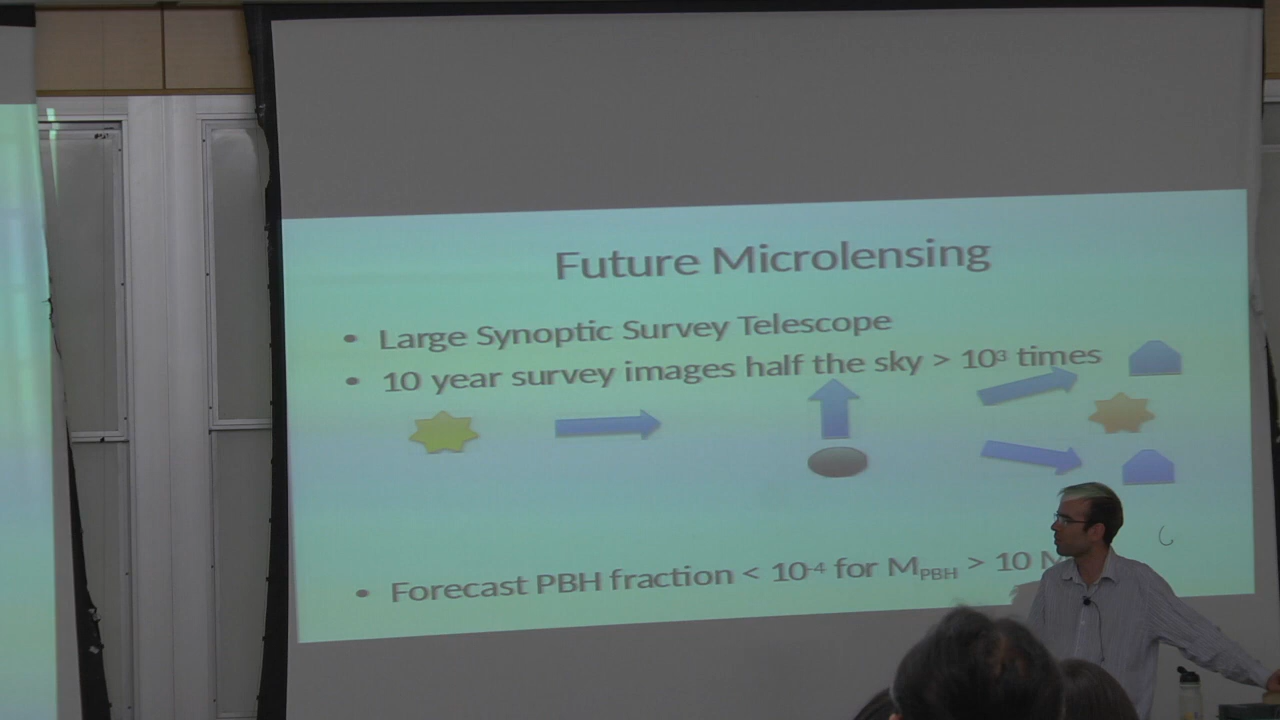 Future Microlensing
• Large Synoptic Survey Telescope
• 10 year survey images half the sky > 10³ times
• Forecast PBH fraction < 10⁻⁴ for M_PBH > 10